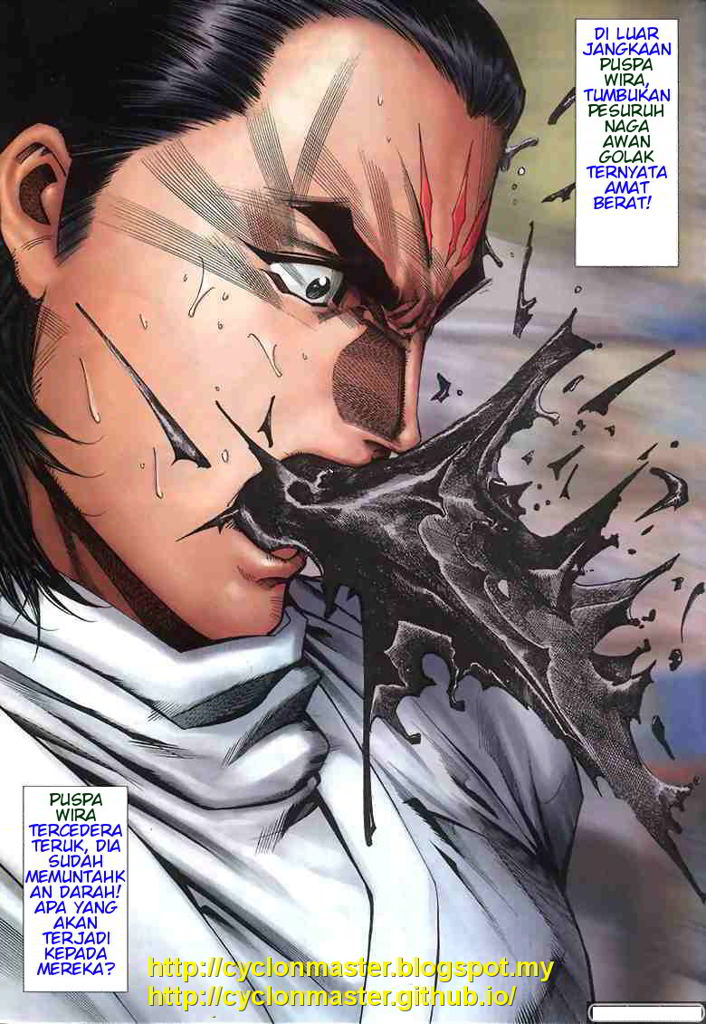 DI LUAR
JANGKAAN
PUSPA
WIRA,
TUMBUKAN
PESURUH
NAGA
AWAN
GOLAK
TERNYATA
AMAT
BERAT!
PUSPA
WIRA
TERCEDERA
TERUK, DIA
SUDAH
MEMUNTAHK
AN DARAH!
APA YANG
AKAN
TERJADI
KEPADA
MEREKA?
http://cyclonmaster.blogspot.my
http://cyclonmaster.github.io/